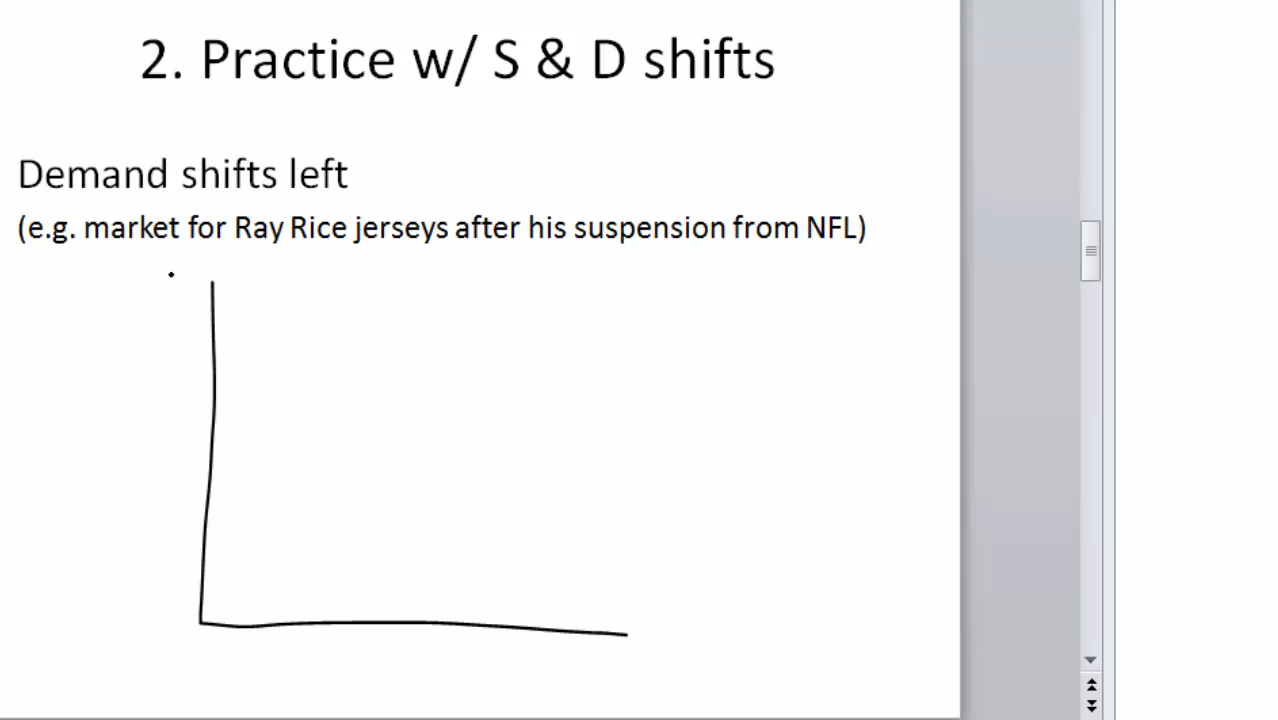 2. Practice w/ S & D shifts
Demand shifts left
(e.g. market for Ray Rice jerseys after his suspension from NFL)